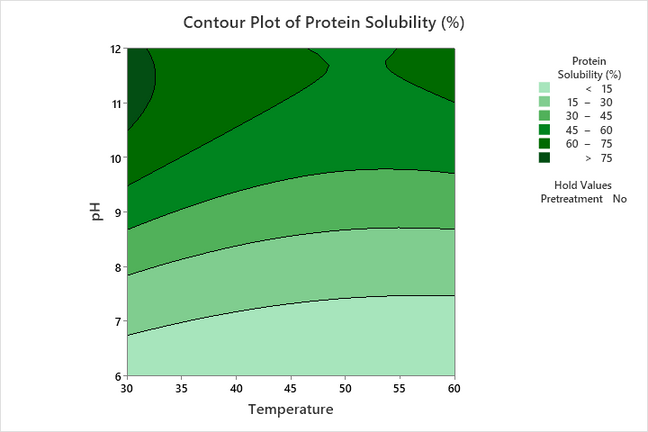 Contour Plot of Protein Solubility (%)
12
11
10
9
8
7
6
pH
30 35 40 45 50 55 60
Temperature
Protein
Solubility (%)
< 15
15 – 30
30 – 45
45 – 60
60 – 75
> 75
Hold Values
Pretreatment No